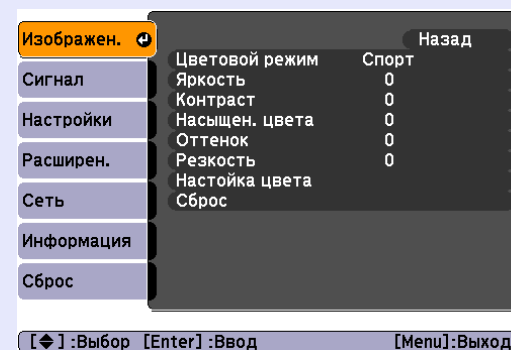 Изображен.
Сигнал
Настройки
Расширен.
Сеть
Информация
Сброс
Назад
Цветовой режим Спорт
Яркость 0
Контраст 0
Насыщен. цвета 0
Оттенок 0
Резкость 0
Настойка цвета
Сброс
[◆] :Выбор [Enter] :Ввод [Menu]:Выход